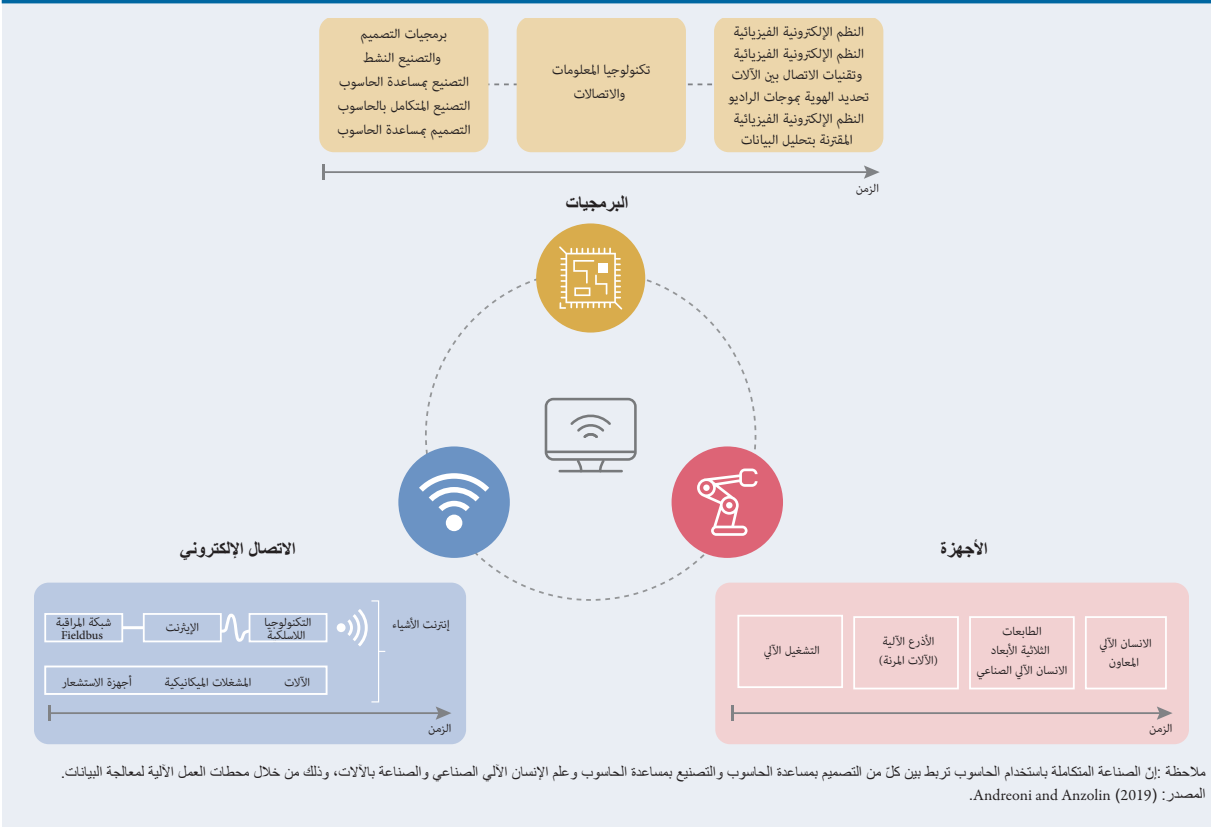 برمجيات التصميم
والتصنيع النشط
التصنيع بمساعدة الحاسوب
التصنيع المتكامل بالحاسوب
التصميم بمساعدة الحاسوب
تكنولوجيا المعلومات
والاتصالات
النظم الإلكترونية الفيزيائية
النظم الإلكترونية الفيزيائية
وتقنيات الاتصال بين الآلات
تحديد الهوية بموجات الراديو
النظم الإلكترونية الفيزيائية
المقترنة بتحليل البيانات
الزمن
البرمجيات
الاتصال الإلكتروني
شبكة المراقبة
Fieldbus
الإيثرنت
التكنولوجيا
اللاسلكية
إنترنت الأشياء
أجهزة الاستشعار
المشغلات الميكانيكية
الآلات
الزمن
الأجهزة
التشغيل الآلي
الأذرع الآلية
(الآلات المرنة)
الطابعات
الثلاثية الأبعاد
الانسان الآلي الصناعي
الانسان الآلي
المعاون
الزمن
ملاحظة :إنّ الصناعة المتكاملة باستخدام الحاسوب تربط بين كلّ من التصميم بمساعدة الحاسوب والتصنيع بمساعدة الحاسوب وعلم الإنسان الآلي الصناعي والصناعة بالآلات، وذلك من خلال محطات العمل الآلية لمعالجة البيانات.
المصدر: Andreoni and Anzolin (2019).